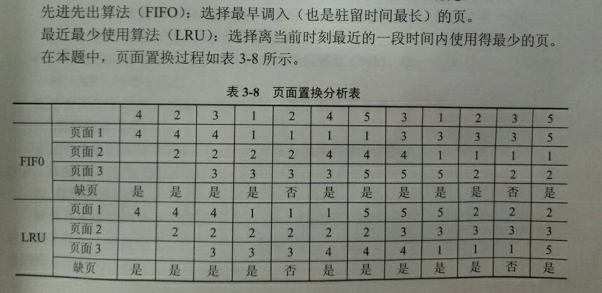 先进先出算法（FIFO）：选择最早调入（也是驻留时间最长）的页。
最近最少使用算法（LRU）：选择离当前时刻最近的一段时间内使用得最少的页。
在本题中，页面置换过程如表 3-8 所示。
表 3-8 页面置换分析表
4 2 3 1 2 4 5 3 1 2 3 5
FIFO
页面 1 4 4 4 1 1 1 1 3 3 3 3 5
页面 2 2 2 2 2 4 4 4 1 1 1 1
页面 3 3 3 3 3 5 5 5 2 2 2
缺页 是 是 是 是 否 是 是 是 是 是 否 是
LRU
页面 1 4 4 4 1 1 1 5 5 5 2 2 2
页面 2 2 2 2 2 2 2 3 3 3 3 3
页面 3 3 3 3 4 4 4 1 1 1 5
缺页 是 是 是 是 否 是 是 是 是 是 否 是